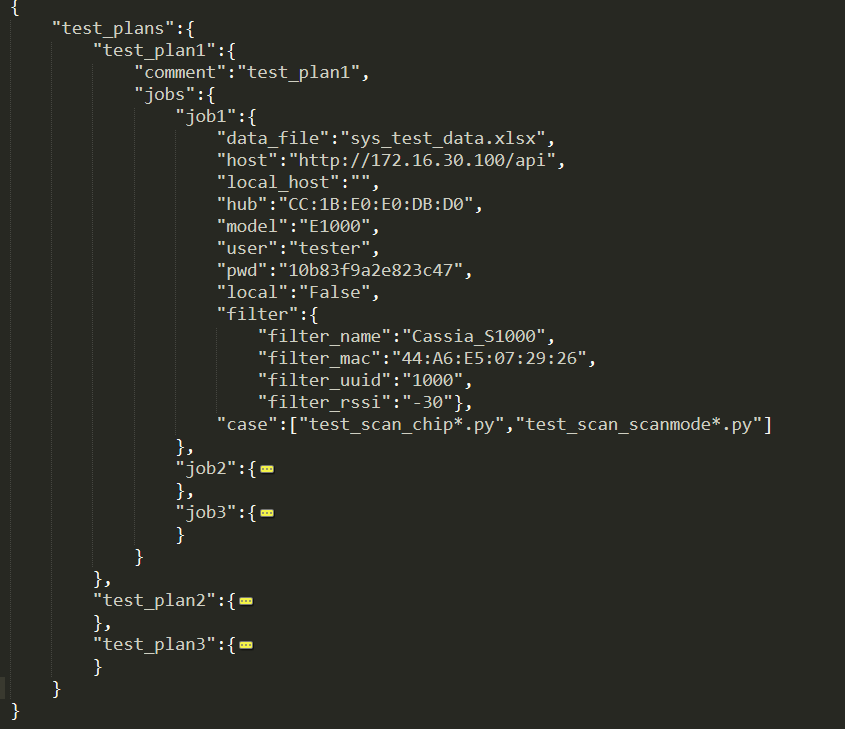 {
"test_plans":{
"test_plan1":{
"comment":"test_plan1",
"jobs":{
"job1":{
"data_file":"sys_test_data.xlsx",
"host":"http://172.16.30.100/api",
"local_host":"",
"hub":"CC:1B:E0:E0:DB:D0",
"model":"E1000",
"user":"tester",
"pwd":"10b83f9a2e823c47",
"local":"False",
"filter":{
"filter_name":"Cassia_S1000",
"filter_mac":"44:A6:E5:07:29:26",
"filter_uuid":"1000",
"filter_rssi":"-30"},
"case":["test_scan_chip*.py","test_scan_scanmode*.py"]
},
"job2":{
},
"job3":{
}
}
},
"test_plan2":{
},
"test_plan3":{
}
}
}